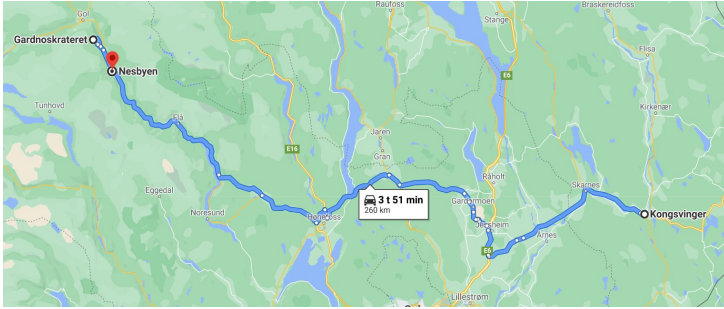 Gol
Raufoss
Stange
Braskereidfoss
Gardnoskrateret
Flisa
Nesbyen
E6
Tunhovd
Kirkenær
Flå
Jaren
E16
Gran
Råholt
Skarnes
Eggedal
3 t 51 min
260 km
Gardermoen
Noresund
Kongsvinger
Hønefoss
Jessheim
Årnes
E6
Lillestrøm